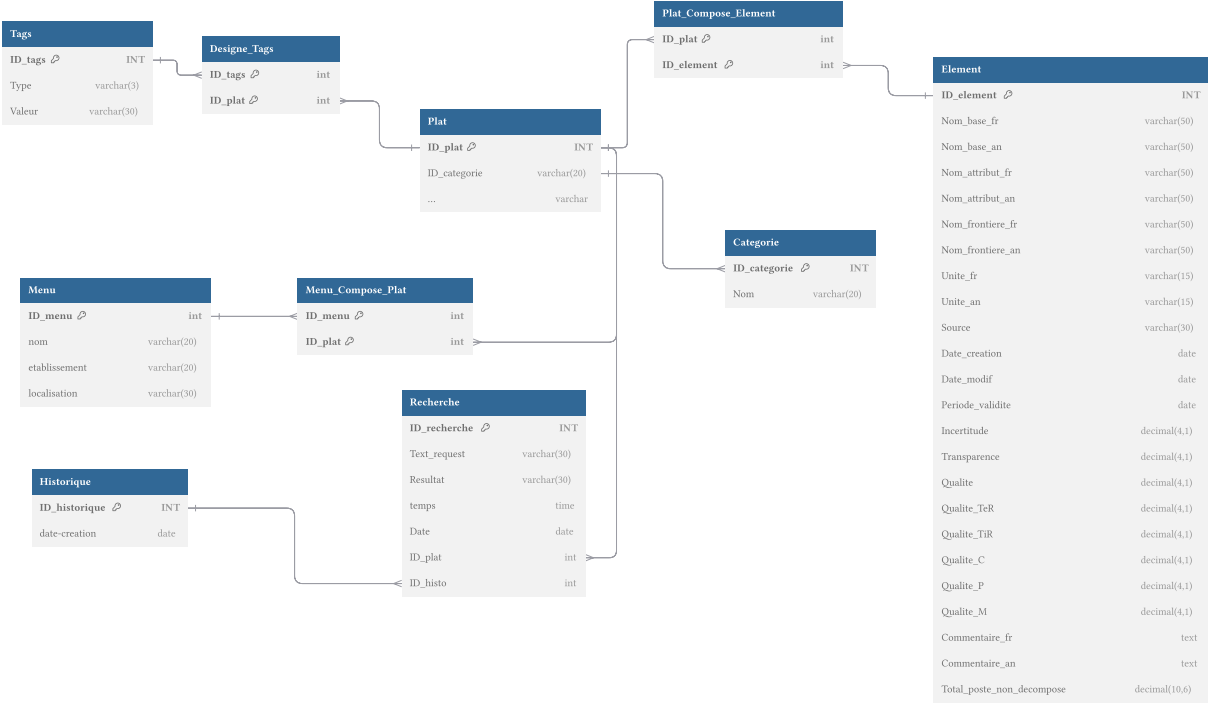 Tags
ID_tags INT
Type varchar(3)
Valeur varchar(30)
Designe_Tags
ID_tags int
ID_plat int
Plat
ID_plat INT
ID_categorie varchar(20)
... varchar
Plat_Compose_Element
ID_plat int
ID_element int
Categorie
ID_categorie INT
Nom varchar(20)
Menu
ID_menu int
nom varchar(20)
etablissement varchar(20)
localisation varchar(30)
Menu_Compose_Plat
ID_menu int
ID_plat int
Recherche
ID_recherche INT
Text_request varchar(30)
Resultat varchar(30)
temps time
Date date
ID_plat int
ID_histo int
Historique
ID_historique INT
date-creation date
Element
ID_element INT
Nom_base_fr varchar(50)
Nom_base_an varchar(50)
Nom_attribut_fr varchar(50)
Nom_attribut_an varchar(50)
Nom_frontiere_fr varchar(50)
Nom_frontiere_an varchar(50)
Unite_fr varchar(15)
Unite_an varchar(15)
Source varchar(30)
Date_creation date
Date_modif date
Periode_validite date
Incertitude decimal(4,1)
Transparence decimal(4,1)
Qualite decimal(4,1)
Qualite_TeR decimal(4,1)
Qualite_TiR decimal(4,1)
Qualite_C decimal(4,1)
Qualite_P decimal(4,1)
Qualite_M decimal(4,1)
Commentaire_fr text
Commentaire_an text
Total_poste_non_decompose decimal(10,6)